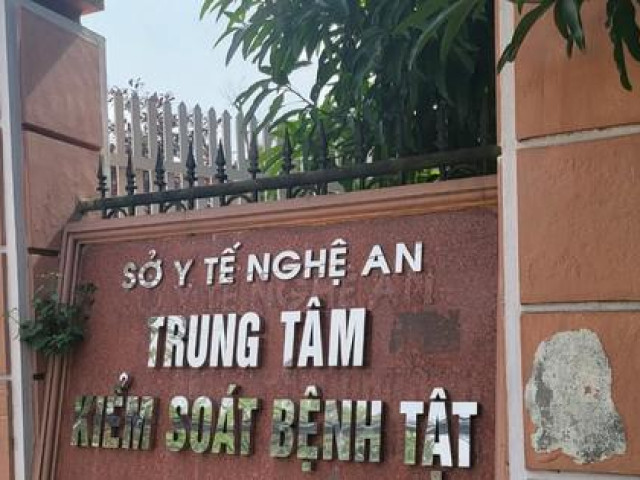 SỞ Y TẾ NGHỆ AN
TRUNG TÂM
KIỂM SOÁT BỆNH TẬT